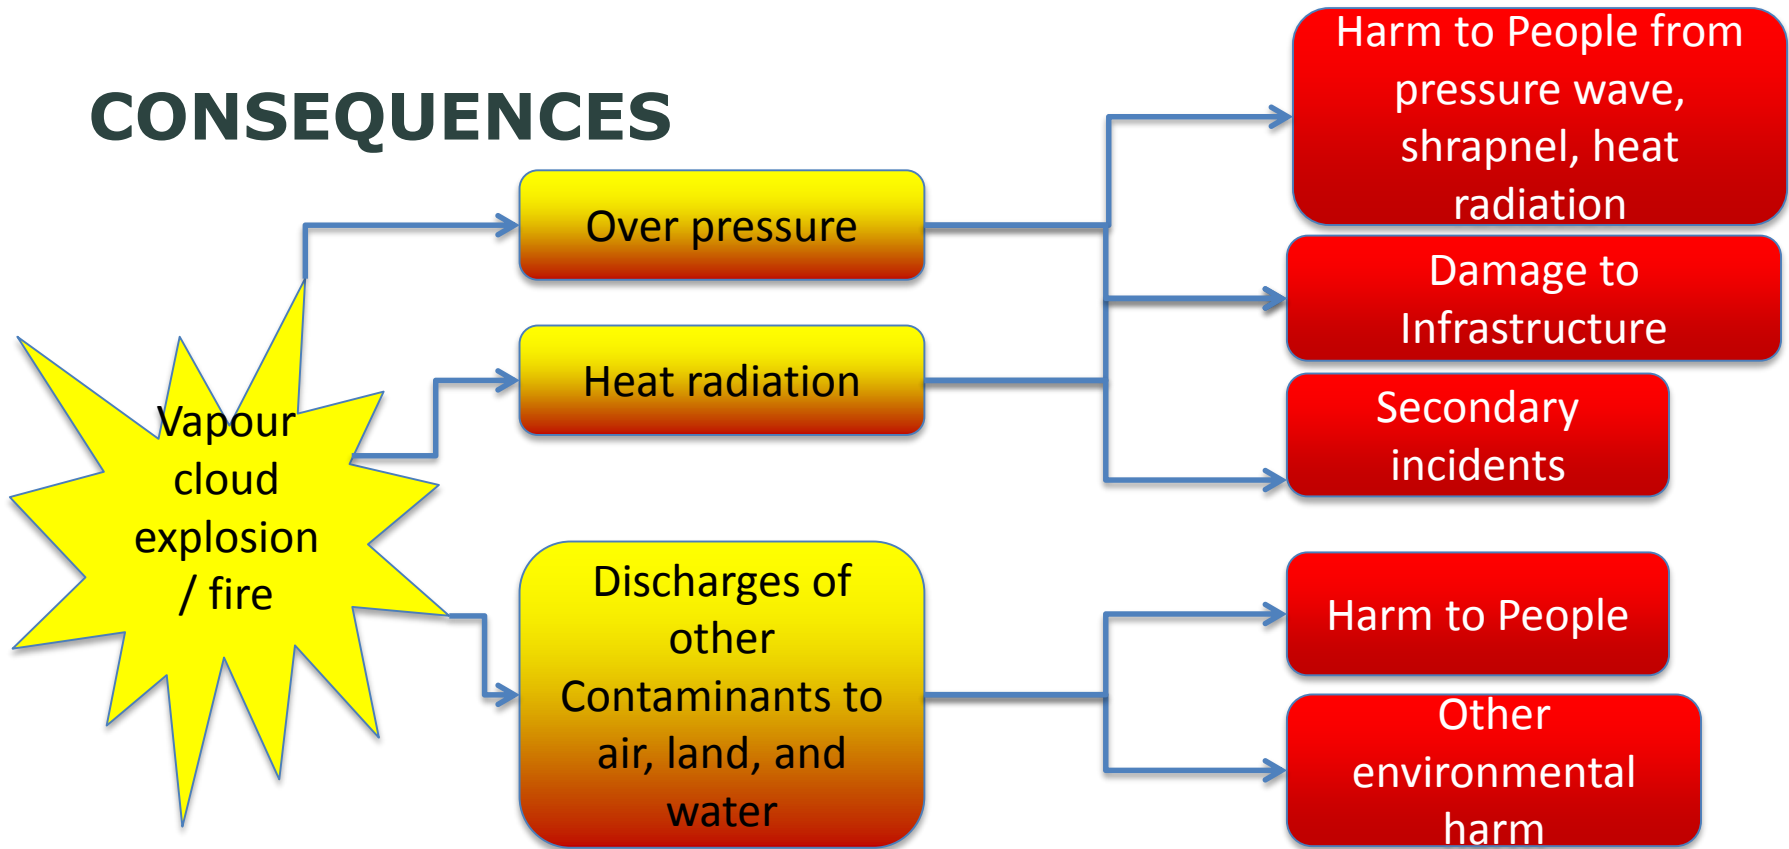 CONSEQUENCES
Harm to People from
pressure wave,
shrapnel, heat
radiation
Over pressure
Damage to
Infrastructure
Heat radiation
Secondary
incidents
Vapour
cloud
explosion
/ fire
Discharges of
other
Contaminants to
air, land, and
water
Harm to People
Other
environmental
harm